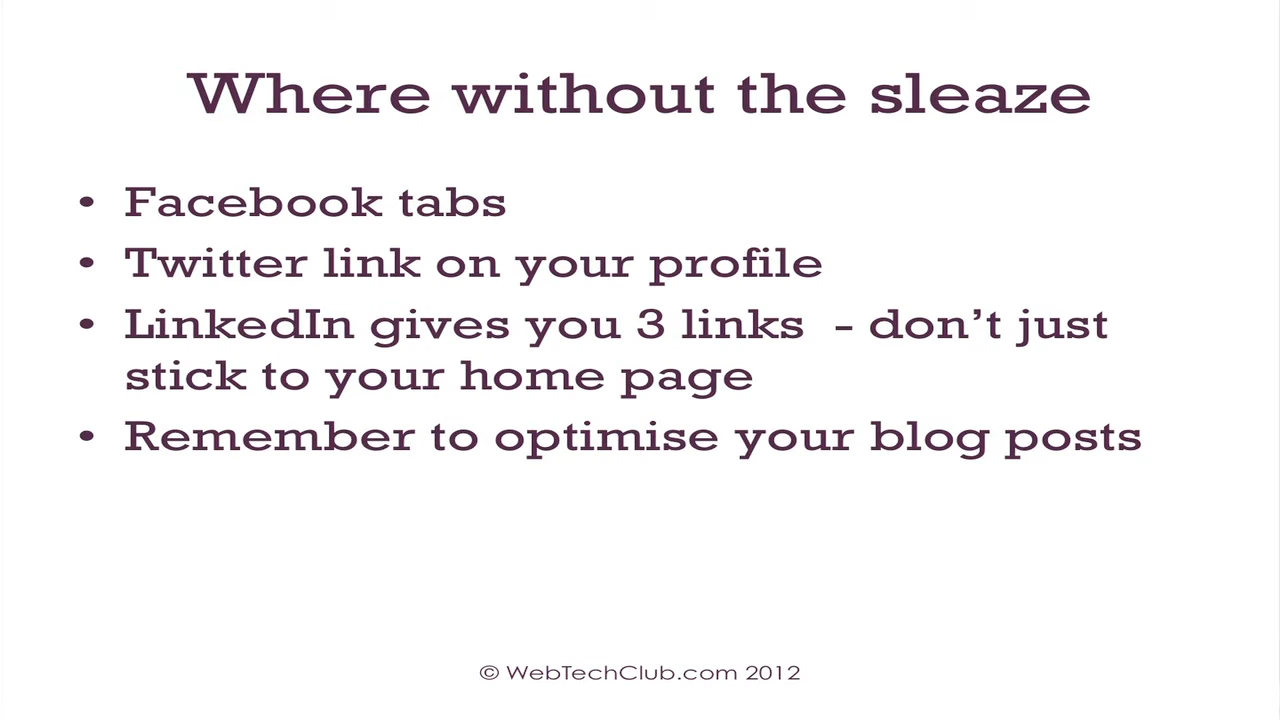 Where without the sleaze
• Facebook tabs
• Twitter link on your profile
• LinkedIn gives you 3 links – don’t just
stick to your home page
• Remember to optimise your blog posts
© WebTechClub.com 2012